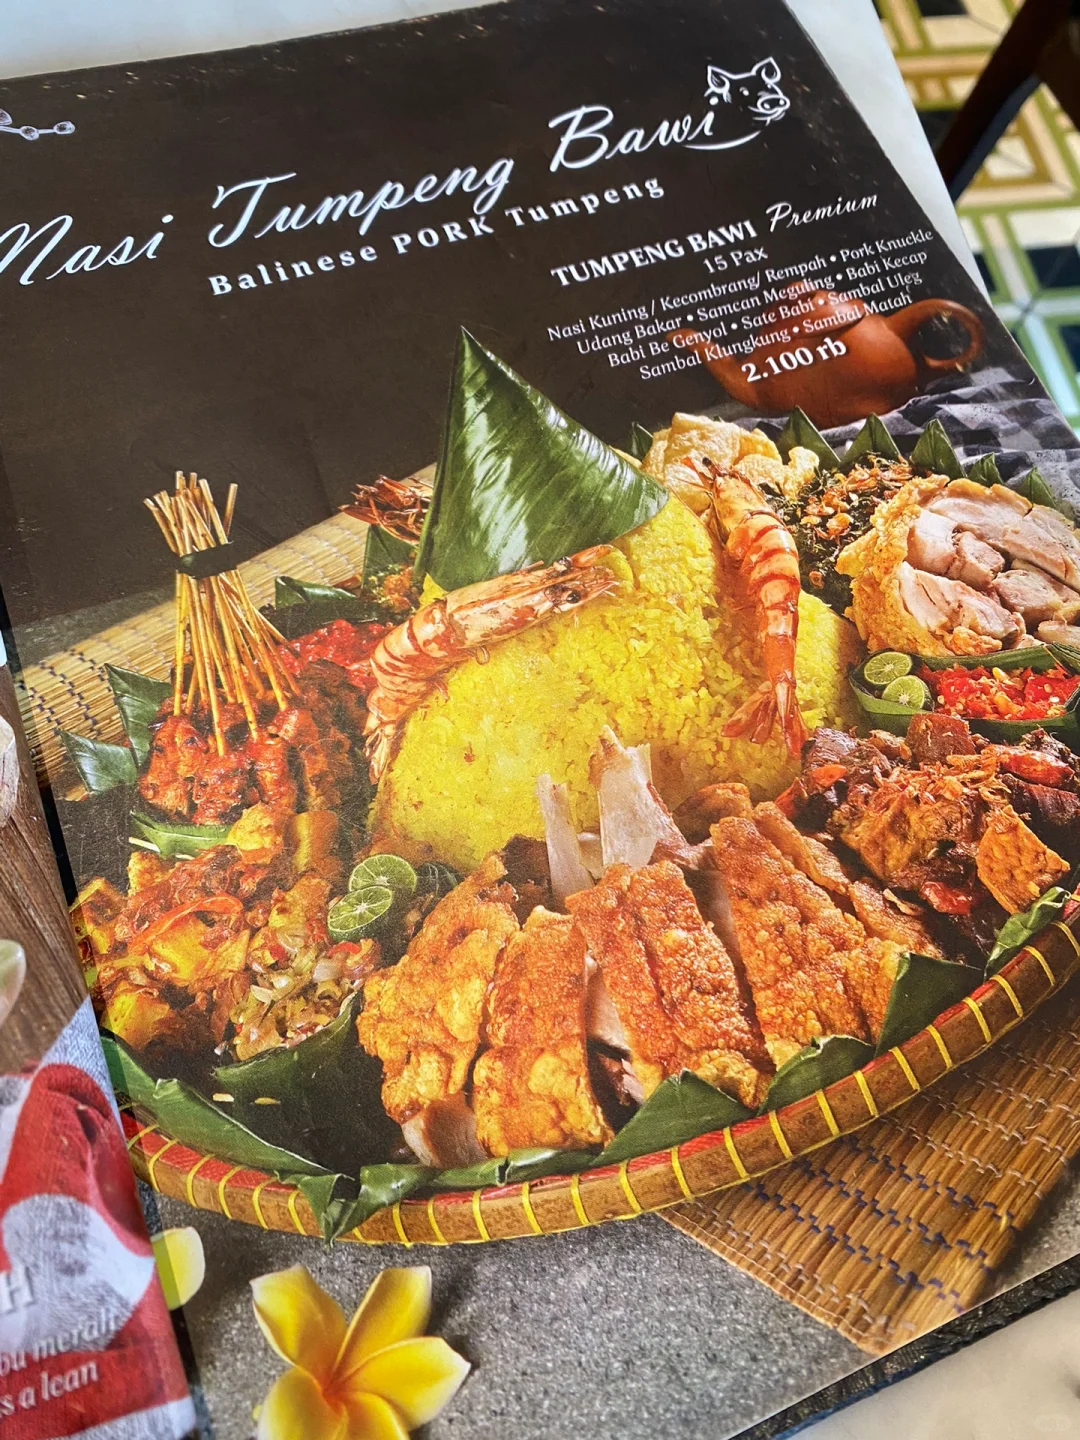 Nasi Tumpeng Bawi
Balinese PORK Tumpeng
TUMPENG BAWI Premium
15 Pax
Nasi Kuning / Kecombrang/ Rempah • Pork Knuckle
Udang Bakar • Samcan Meguling • Babi Kecap
Babi Be Genyol • Sate Babi • Sambal Uleg
Sambal Klungkung • Sambal Matah
2.100 rb
H
bu merah
s a lean